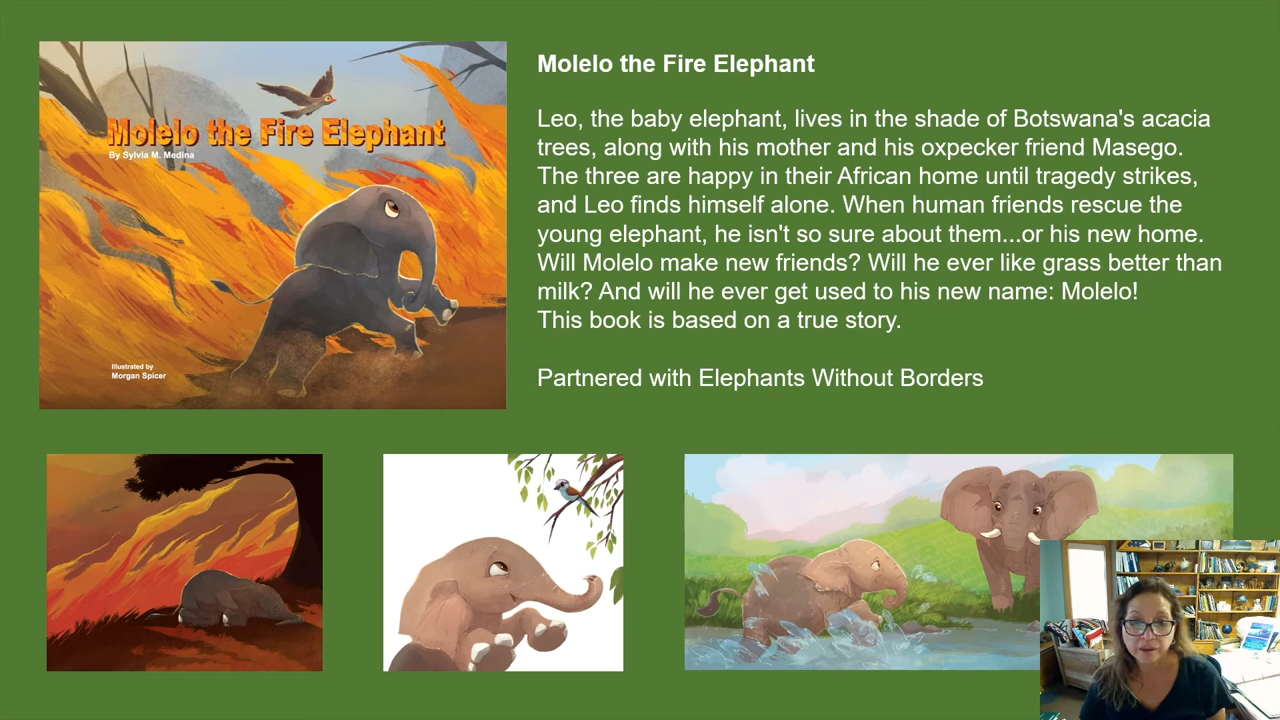 Molelo the Fire Elephant
By Sylvia M. Medina
Illustrated by
Morgan Spicer
Molelo the Fire Elephant
Leo, the baby elephant, lives in the shade of Botswana's acacia
trees, along with his mother and his oxpecker friend Masego.
The three are happy in their African home until tragedy strikes,
and Leo finds himself alone. When human friends rescue the
young elephant, he isn't so sure about them...or his new home.
Will Molelo make new friends? Will he ever like grass better than
milk? And will he ever get used to his new name: Molelo!
This book is based on a true story.
Partnered with Elephants Without Borders